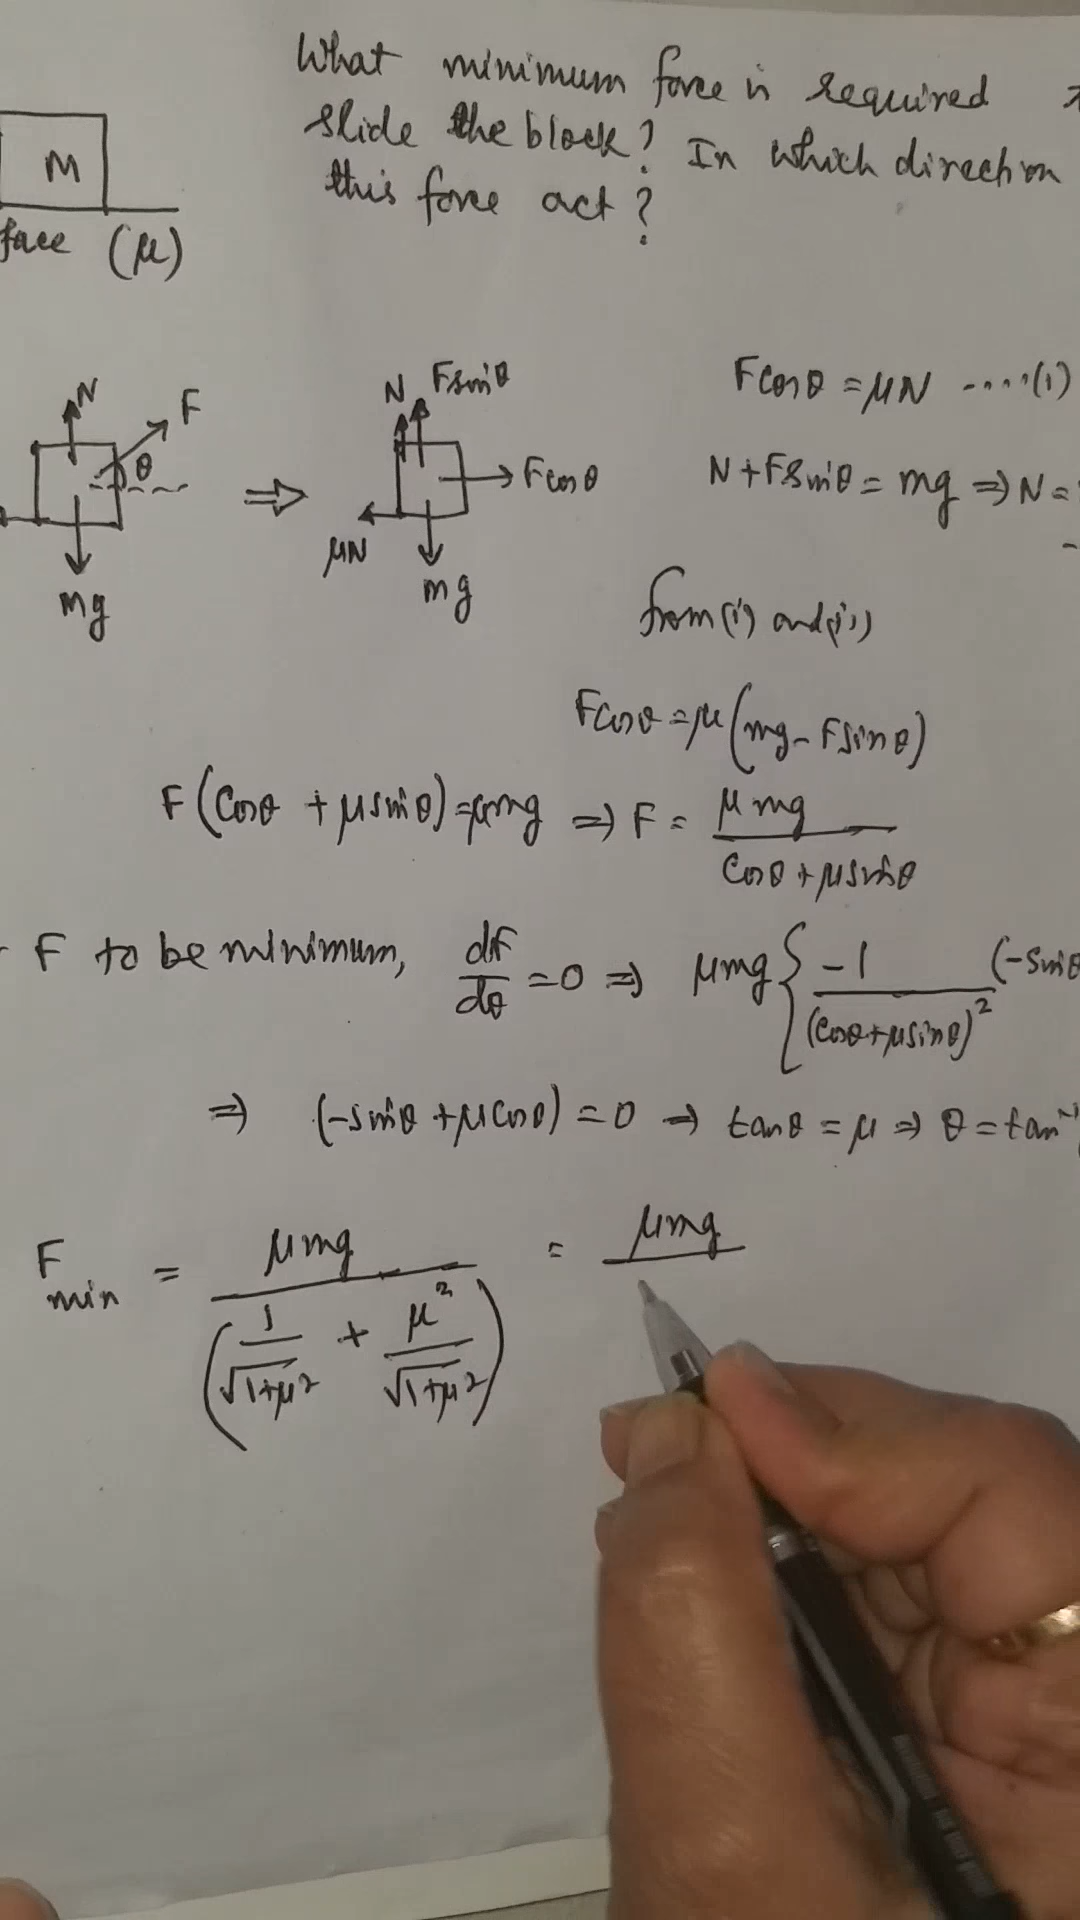 What minimum force is required
slide the block? In which direction
this force act?
M
face (μ)
N F θ mg
⇒
N Fsinθ Fcosθ μN mg
Fcosθ = μN ....(i)
N + Fsinθ = mg ⇒ N =
from (i) and (ii)
Fcosθ = μ(mg - Fsinθ)
F(cosθ + μsinθ) = μmg ⇒ F = μmg / cosθ + μsinθ
F to be minimum, dF/dθ = 0 ⇒ μmg { -1 / (cosθ + μsinθ)² (-sinθ
⇒ (-sinθ + μcosθ) = 0 ⇒ tanθ = μ ⇒ θ = tan⁻¹
F min = μmg / (1/√1+μ² + μ²/√1+μ²) = μmg